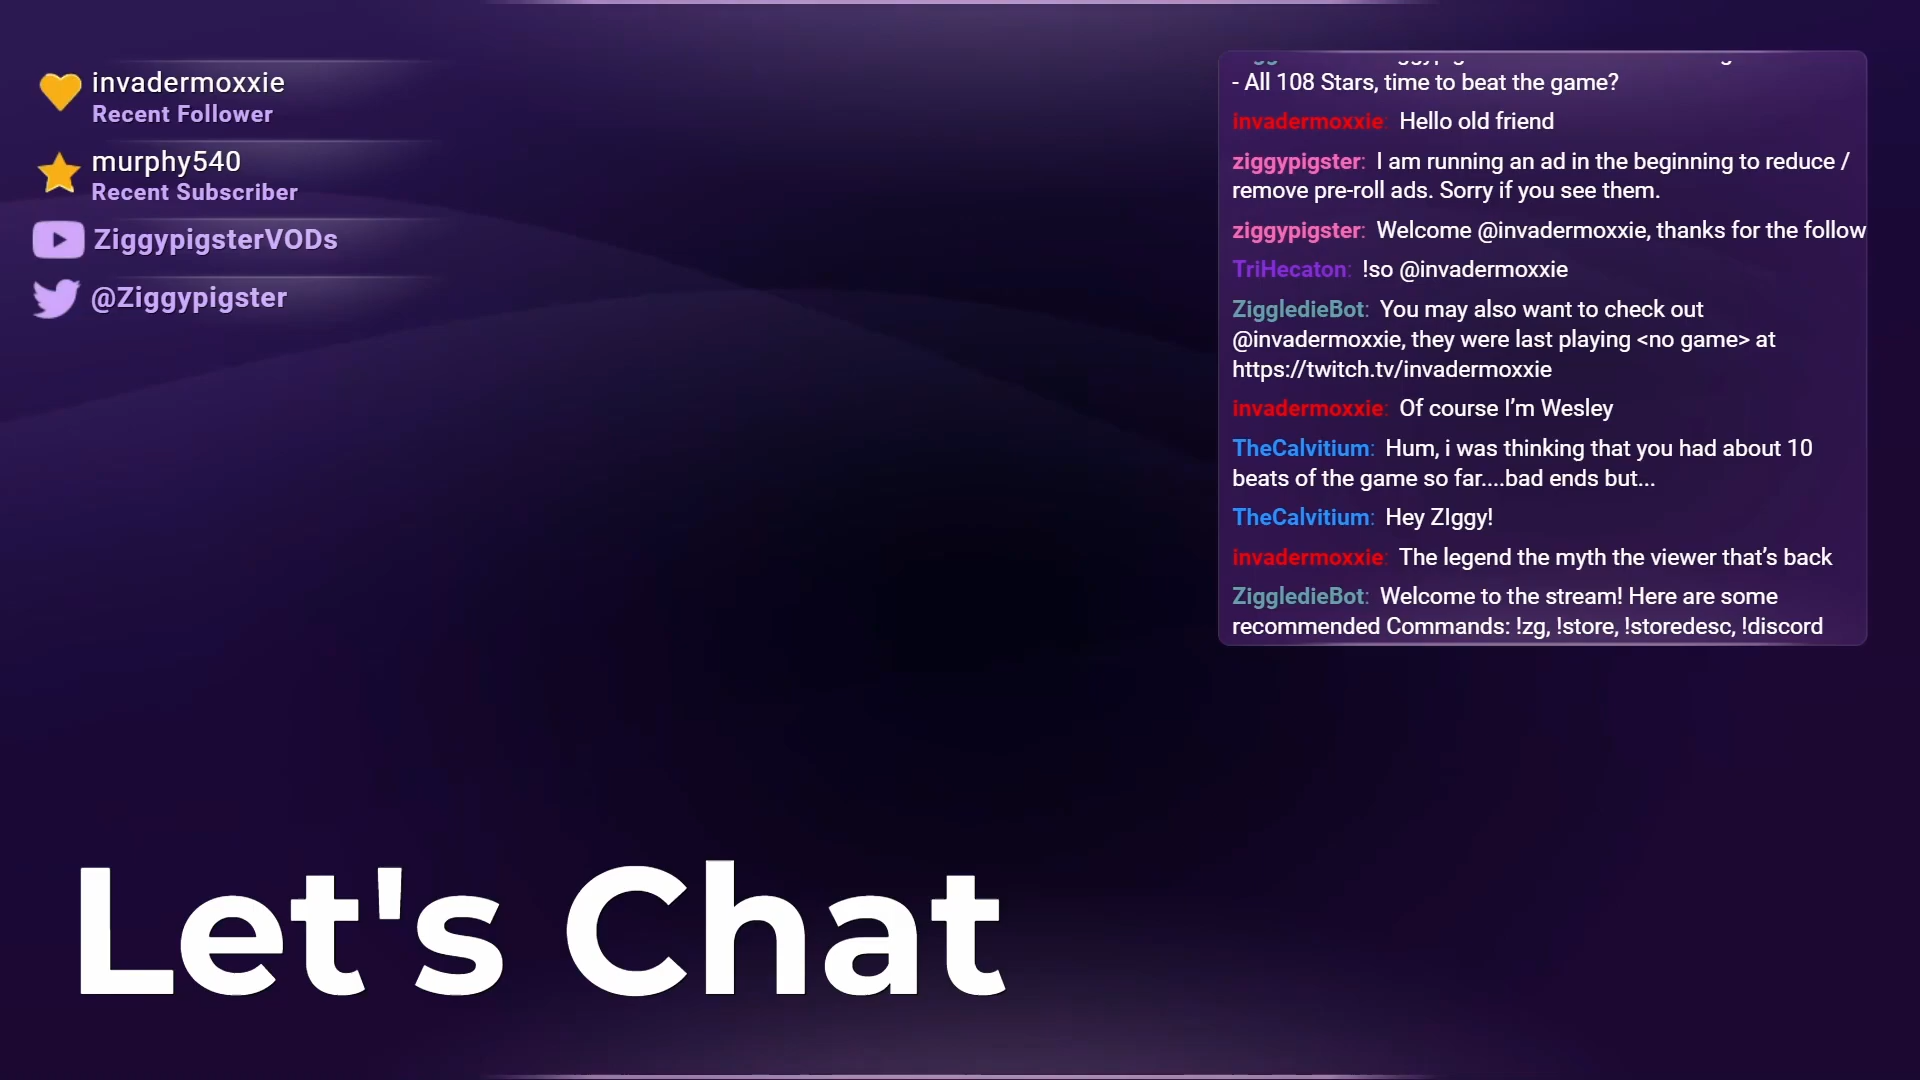 invadermoxxie
Recent Follower
murphy540
Recent Subscriber
ZiggypigsterVODs
@Ziggypigster
- All 108 Stars, time to beat the game?
invadermoxxie: Hello old friend
ziggypigster: I am running an ad in the beginning to reduce /
remove pre-roll ads. Sorry if you see them.
ziggypigster: Welcome @invadermoxxie, thanks for the follow
TriHecaton: !so @invadermoxxie
ZiggledieBot: You may also want to check out
@invadermoxxie, they were last playing <no game> at
https://twitch.tv/invadermoxxie
invadermoxxie: Of course I’m Wesley
TheCalvitium: Hum, i was thinking that you had about 10
beats of the game so far....bad ends but...
TheCalvitium: Hey ZIggy!
invadermoxxie: The legend the myth the viewer that’s back
ZiggledieBot: Welcome to the stream! Here are some
recommended Commands: !zg, !store, !storedesc, !discord
Let's Chat